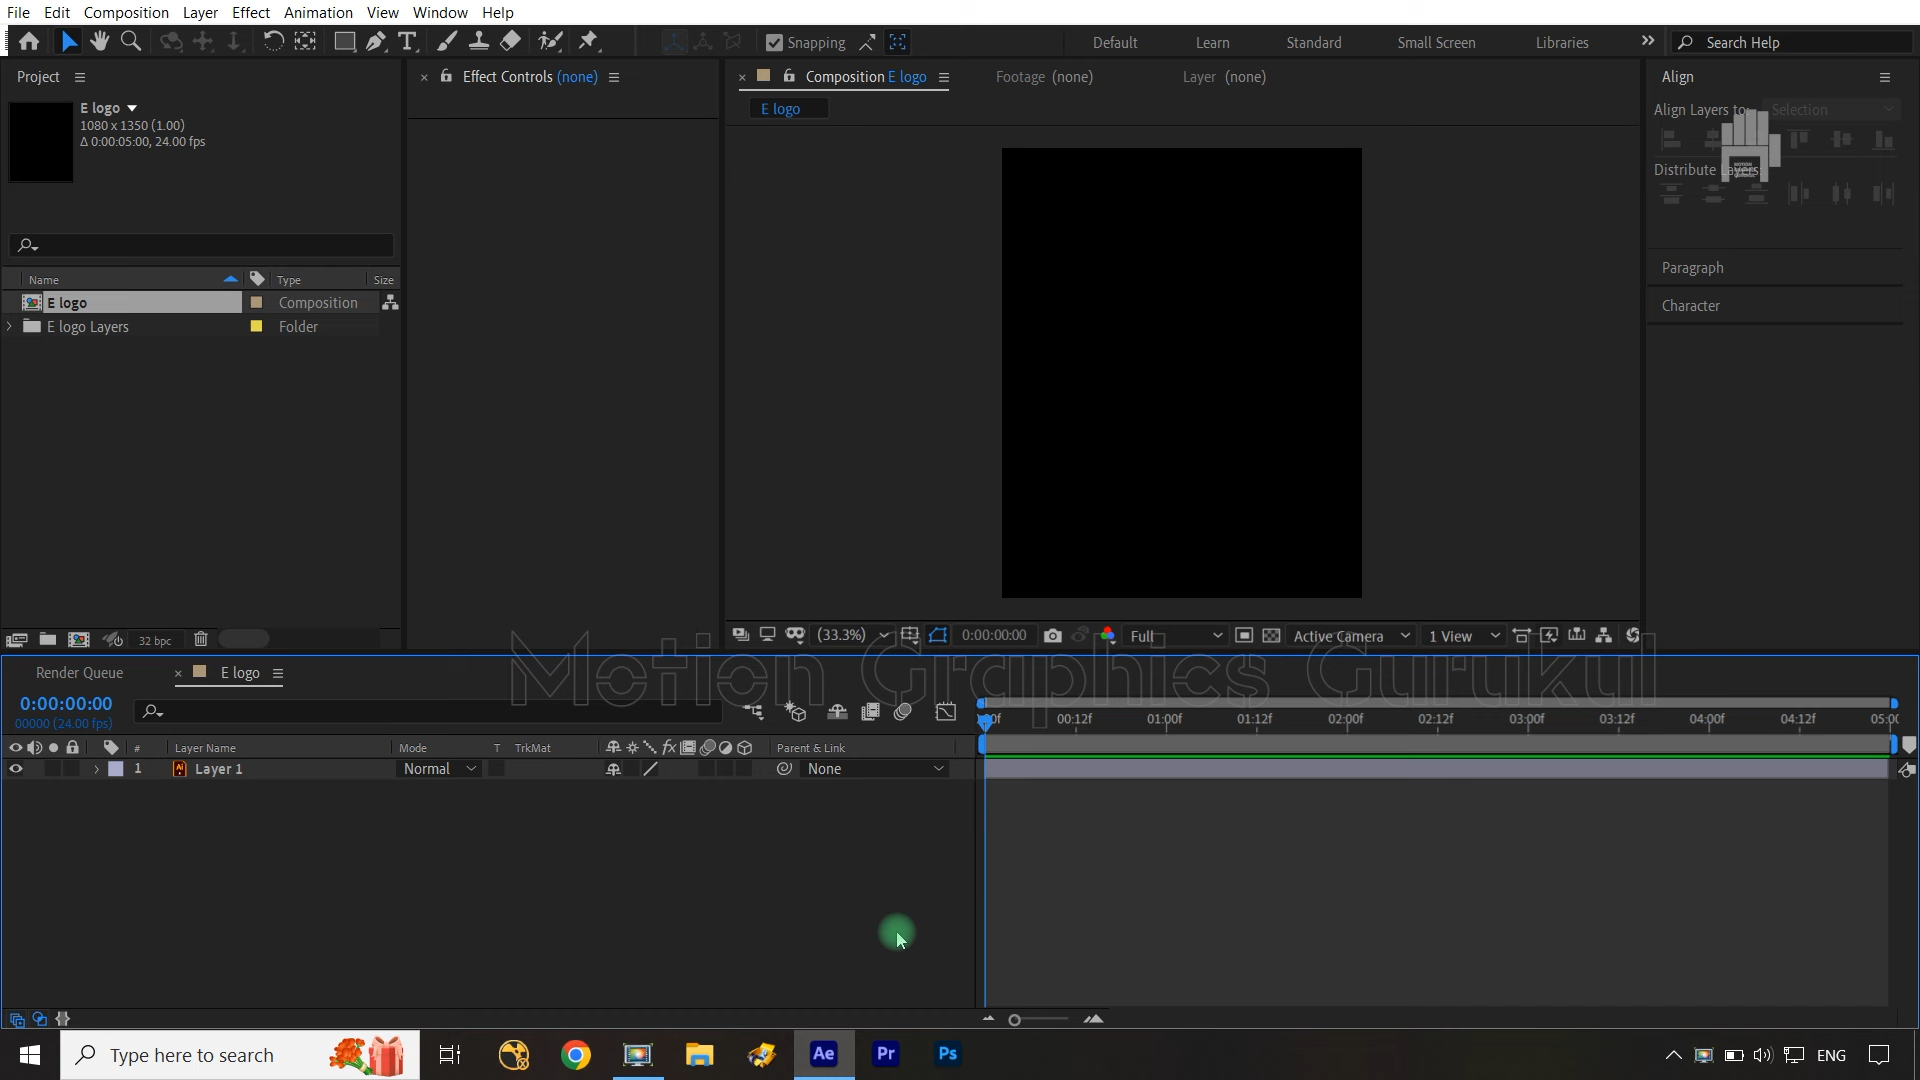 File Edit Composition Layer Effect Animation View Window Help
Snapping Default Learn Standard Small Screen Libraries Search Help
Project
Effect Controls (none)
Composition E logo
Footage (none)
Layer (none)
Align
E logo
1080 x 1350 (1.00)
Δ 0:00:05:00, 24.00 fps
E logo
Align Layers to: Selection
Distribute Layers:
Paragraph
Character
Name Type Size
E logo Composition
E logo Layers Folder
32 bpc
(33.3%) 0:00:00:00 Full Active Camera 1 View
Motion Graphics Gurukul
Render Queue
E logo
0:00:00:00
00000 (24.00 fps)
00:12f 01:00f 01:12f 02:00f 02:12f 03:00f 03:12f 04:00f 04:12f
# Layer Name Mode T TrkMat fx Parent & Link
1 Ai Layer 1 Normal None
Type here to search Ae Pr Ps ENG